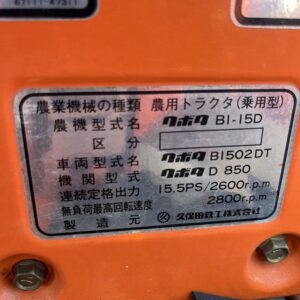 67111-47311
農業機械の種類 農用トラクタ(乗用型)
農機型式名 クボタ B1-15D
区分
車両型式名 クボタ B1502DT
機関型式 クボタ D 850
連続定格出力 15.5PS/2600r.p.m
無負荷最高回転速度 2800r.p.m
製造元 久保田鉄工株式会社